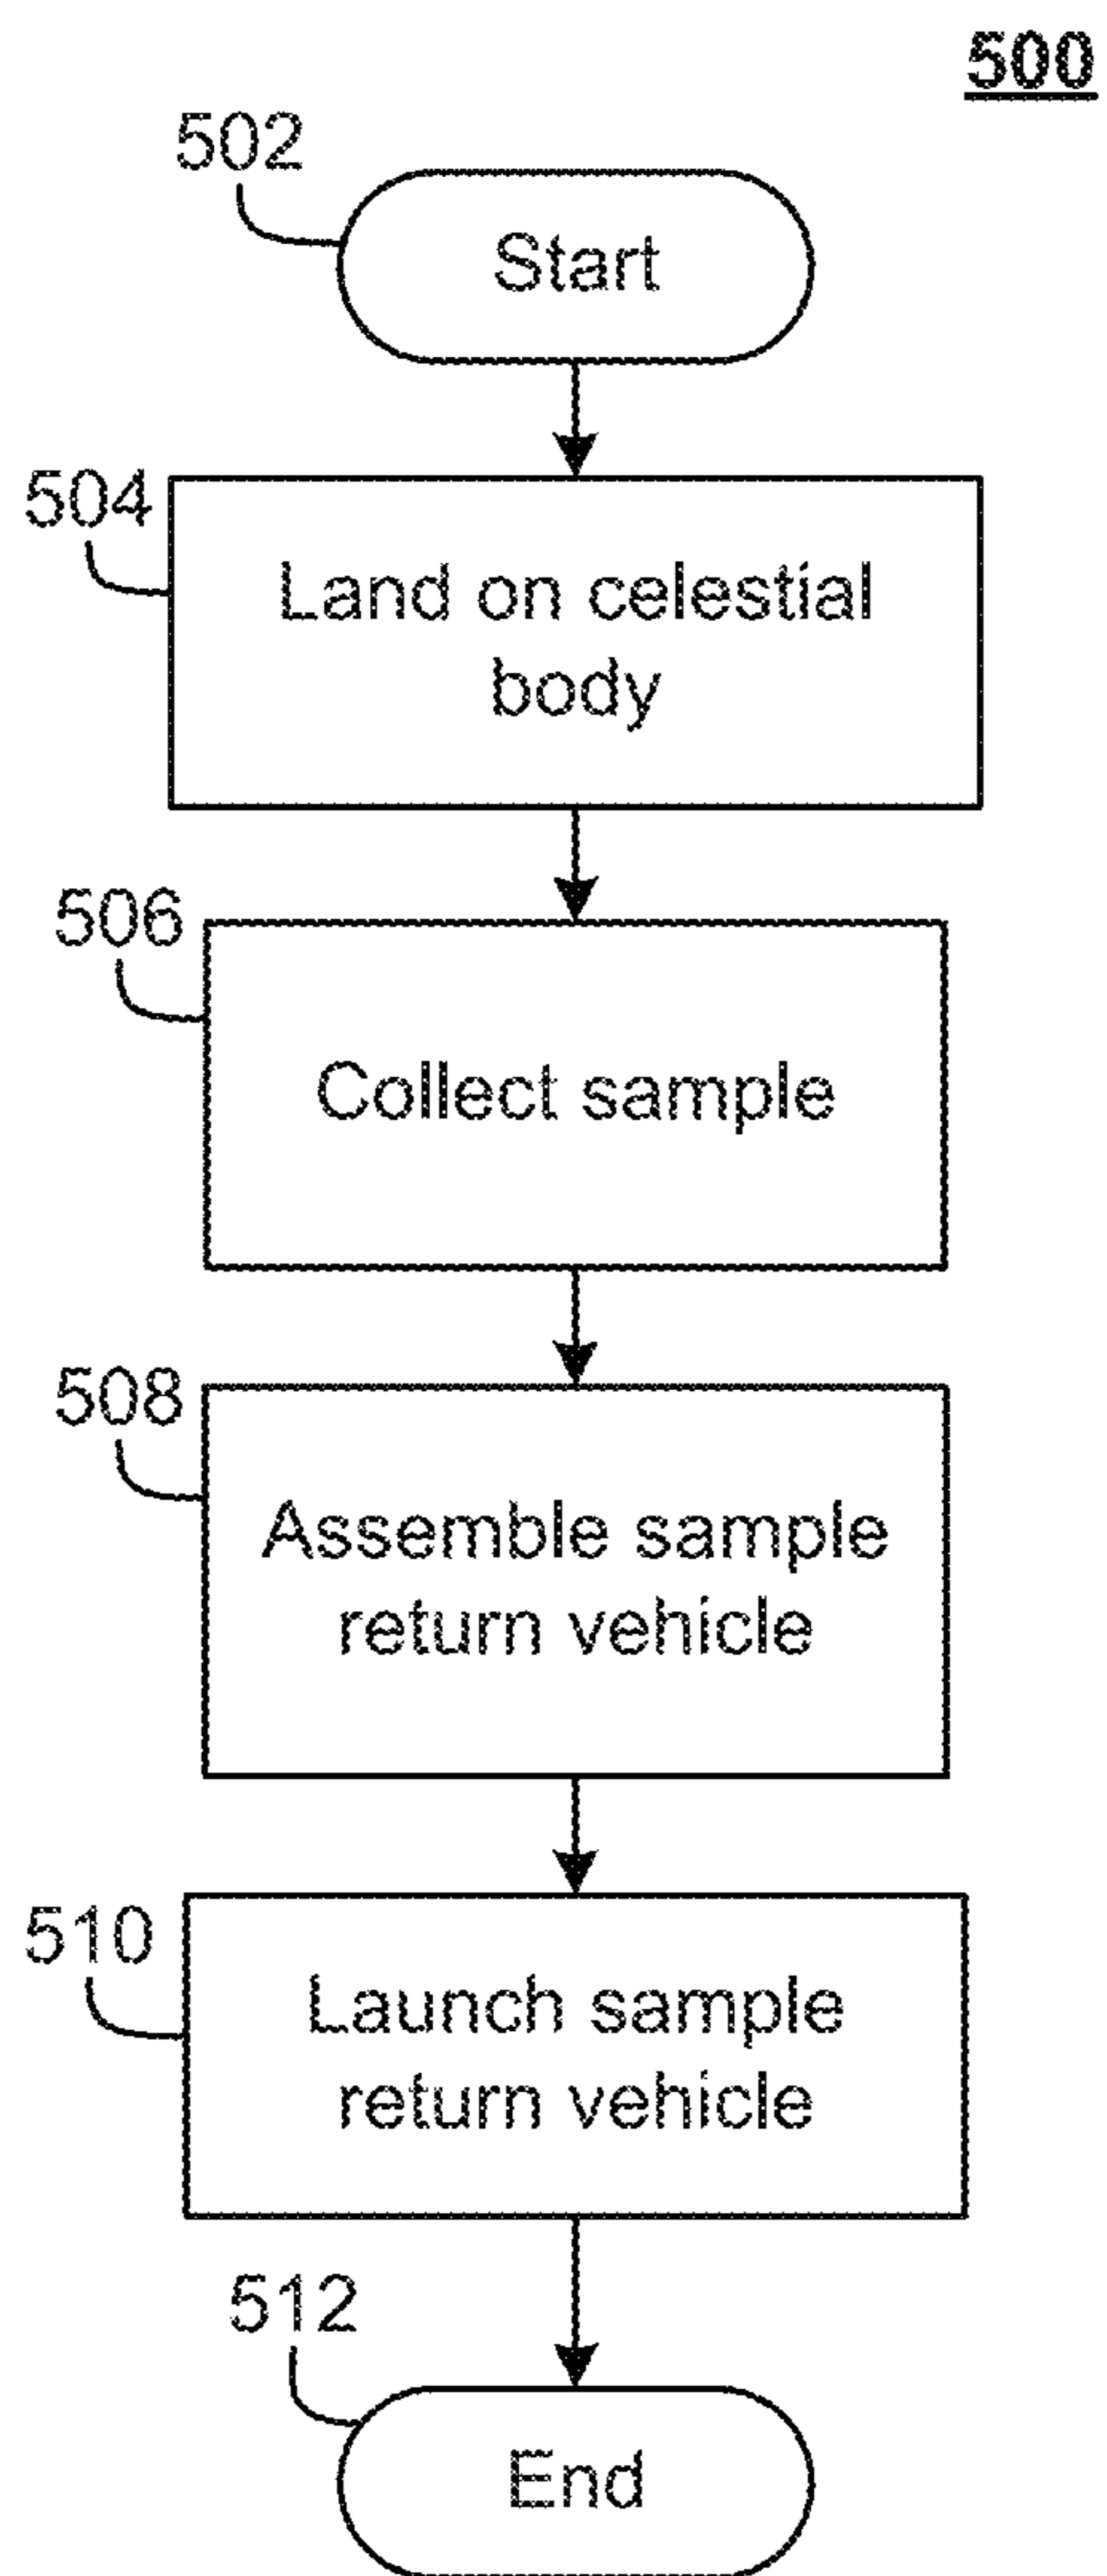 500
502
Start
504
Land on celestial
body
506
Collect sample
508
Assemble sample
return vehicle
510
Launch sample
return vehicle
512
End